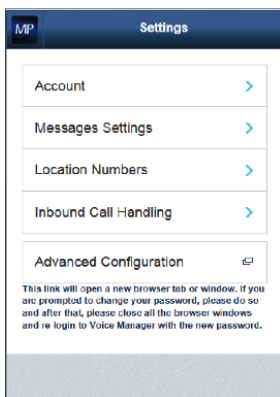 MP Settings
Account
Messages Settings
Location Numbers
Inbound Call Handling
Advanced Configuration
This link will open a new browser tab or window. If you
are prompted to change your password, please do so
and after that, please close all the browser windows
and re login to Voice Manager with the new password.